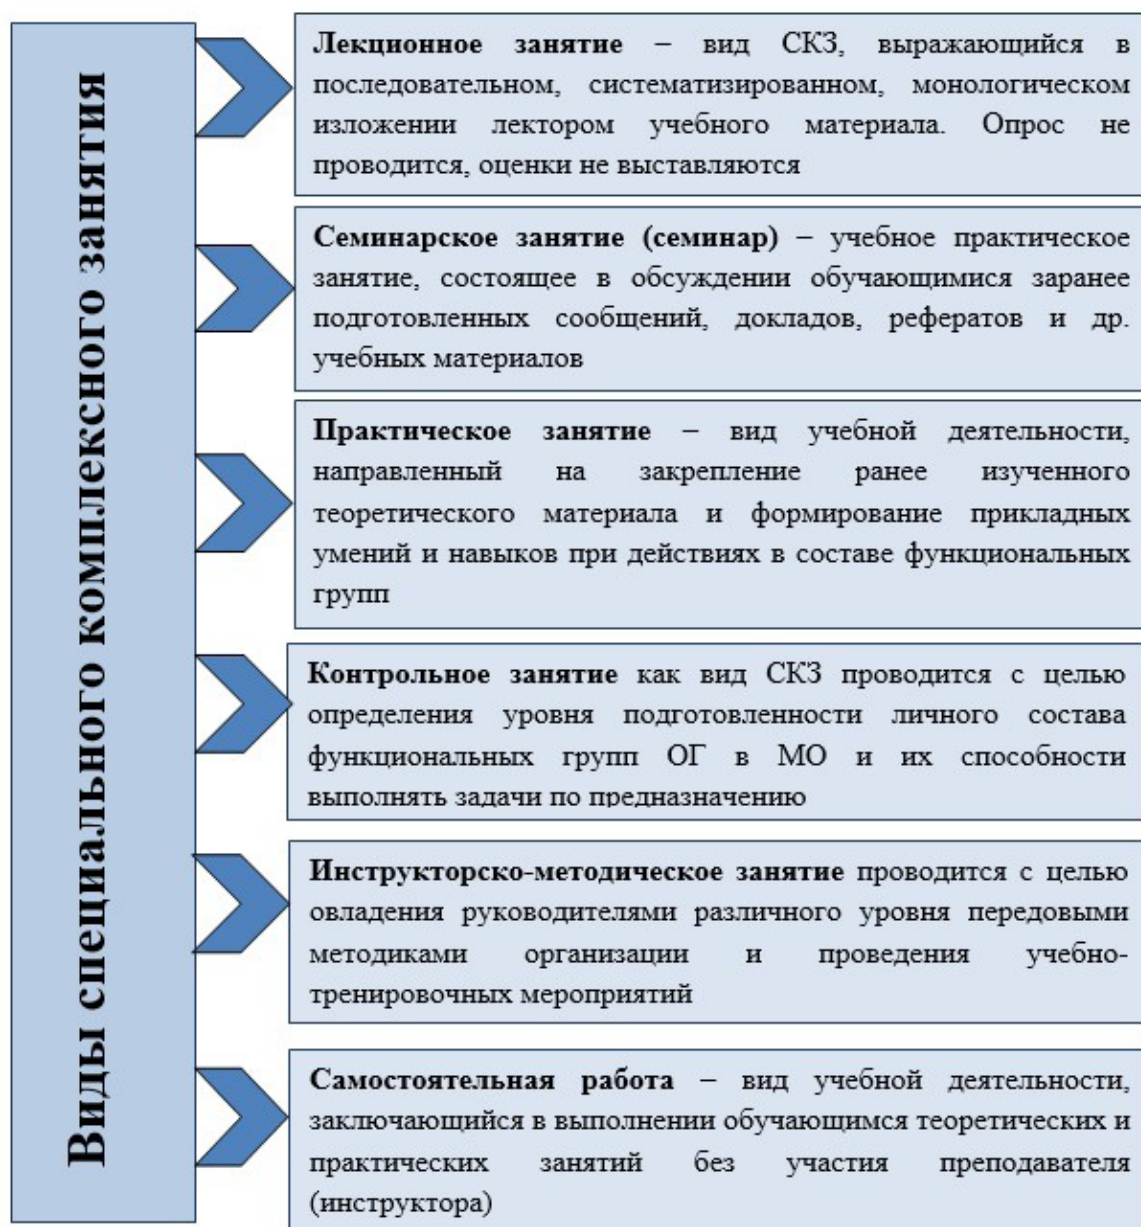 Виды специального комплексного занятия
Лекционное занятие – вид СКЗ, выражающийся в
последовательном, систематизированном, монологическом
изложении лектором учебного материала. Опрос не
проводится, оценки не выставляются
Семинарское занятие (семинар) – учебное практическое
занятие, состоящее в обсуждении обучающимися заранее
подготовленных сообщений, докладов, рефератов и др.
учебных материалов
Практическое занятие – вид учебной деятельности,
направленный на закрепление ранее изученного
теоретического материала и формирование прикладных
умений и навыков при действиях в составе функциональных
групп
Контрольное занятие как вид СКЗ проводится с целью
определения уровня подготовленности личного состава
функциональных групп ОГ в МО и их способности
выполнять задачи по предназначению
Инструкторско-методическое занятие проводится с целью
овладения руководителями различного уровня передовыми
методиками организации и проведения учебно-
тренировочных мероприятий
Самостоятельная работа – вид учебной деятельности,
заключающийся в выполнении обучающимся теоретических и
практических занятий без участия преподавателя
(инструктора)